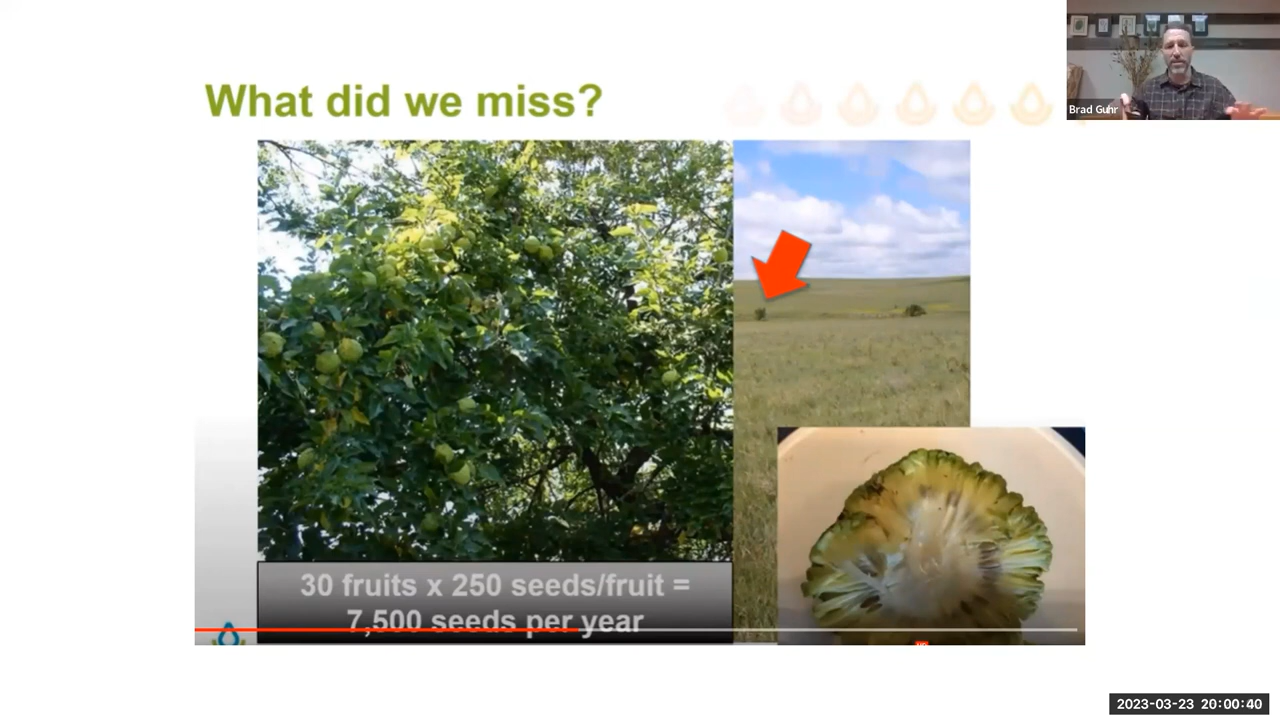 What did we miss?
Brad Guhr
30 fruits x 250 seeds/fruit =
7,500 seeds per year
2023-03-23 20:00:40